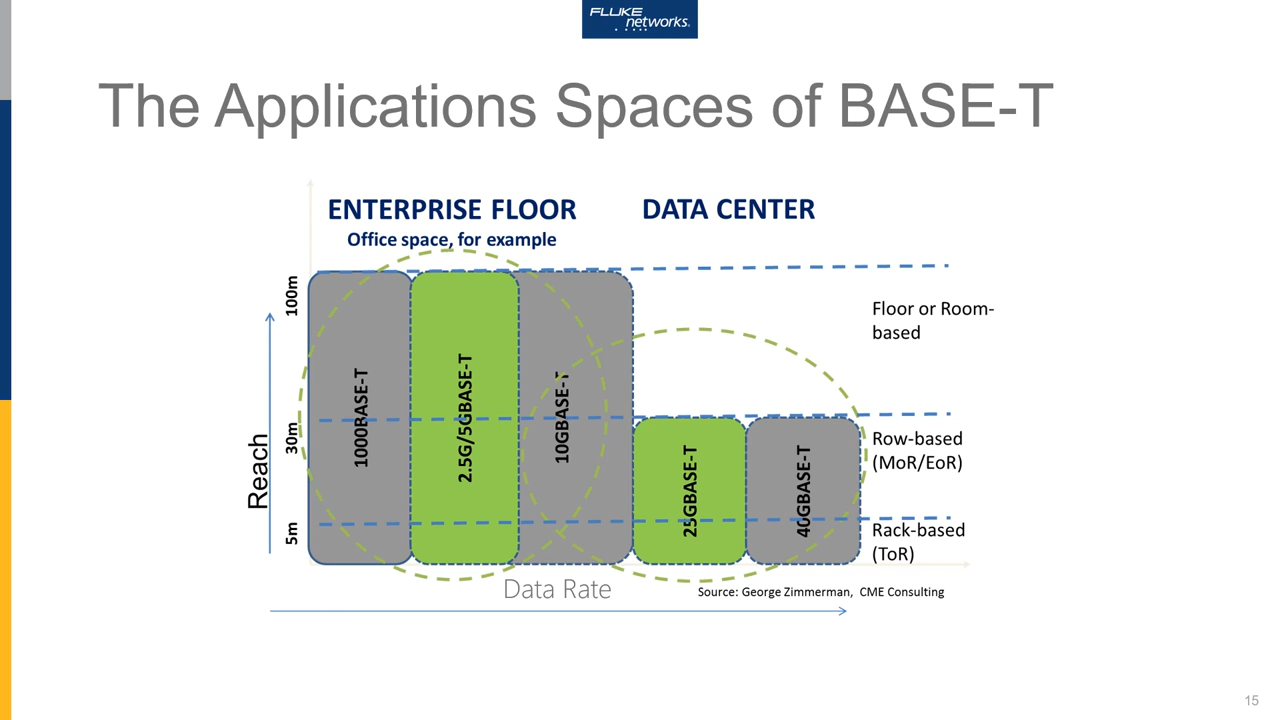 FLUKE
networks®
The Applications Spaces of BASE-T
ENTERPRISE FLOOR
Office space, for example
DATA CENTER
100m
30m
5m
Reach
1000BASE-T
2.5G/5GBASE-T
10GBASE-T
25GBASE-T
40GBASE-T
Floor or Room-
based
Row-based
(MoR/EoR)
Rack-based
(ToR)
Data Rate
Source: George Zimmerman, CME Consulting
15